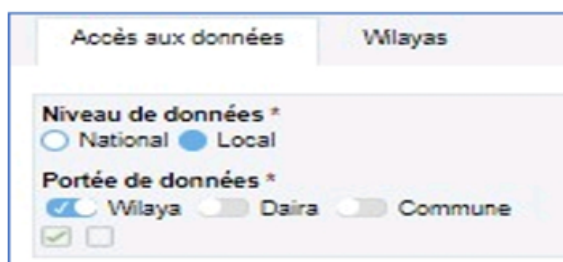 Accès aux données Wilayas
Niveau de données *
National Local
Portée de données *
Wilaya Daira Commune